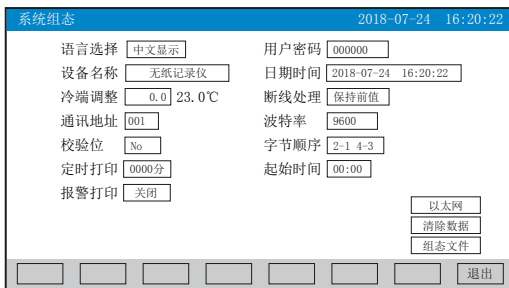 系统组态 2018-07-24 16:20:22
语言选择 中文显示 用户密码 000000
设备名称 无纸记录仪 日期时间 2018-07-24 16:20:22
冷端调整 0.0 23.0℃ 断线处理 保持前值
通讯地址 001 波特率 9600
校验位 No 字节顺序 2-1 4-3
定时打印 0000分 起始时间 00:00
报警打印 关闭
以太网
清除数据
组态文件
退出